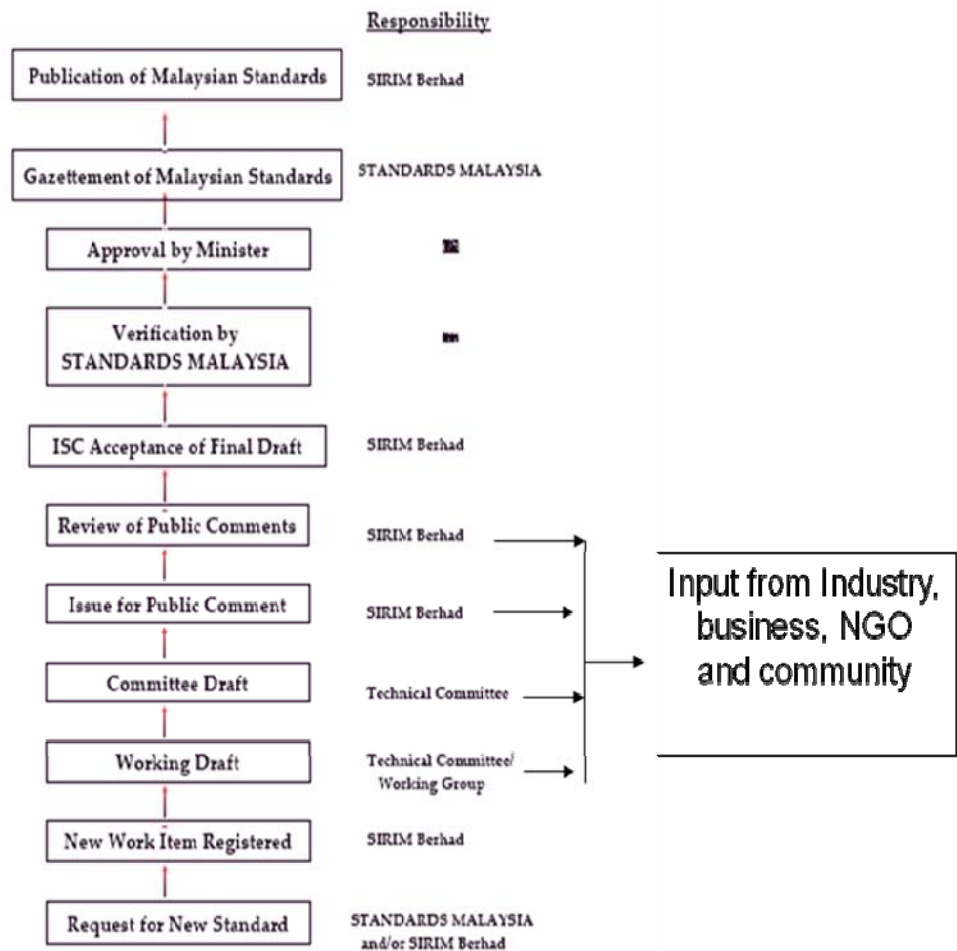 Responsibility
Publication of Malaysian Standards
SIRIM Berhad
Gazettement of Malaysian Standards
STANDARDS MALAYSIA
Approval by Minister
Verification by
STANDARDS MALAYSIA
ISC Acceptance of Final Draft
SIRIM Berhad
Review of Public Comments
SIRIM Berhad
Issue for Public Comment
SIRIM Berhad
Committee Draft
Technical Committee
Working Draft
Technical Committee/
Working Group
New Work Item Registered
SIRIM Berhad
Request for New Standard
STANDARDS MALAYSIA
and/or SIRIM Berhad
Input from Industry,
business, NGO
and community